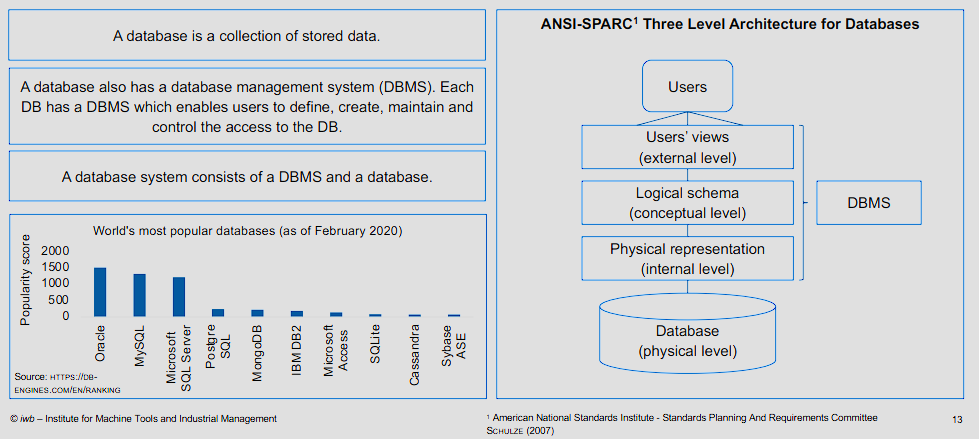 A database is a collection of stored data.
A database also has a database management system (DBMS). Each
DB has a DBMS which enables users to define, create, maintain and
control the access to the DB.
A database system consists of a DBMS and a database.
World's most popular databases (as of February 2020)
Popularity score
2000
1500
1000
500
0
Oracle
MySQL
Microsoft
SQL Server
Postgre
SQL
MongoDB
IBM DB2
Microsoft
Access
SQLite
Cassandra
Sybase
ASE
Source: HTTPS://DB-
ENGINES.COM/EN/RANKING
ANSI-SPARC¹ Three Level Architecture for Databases
Users
Users' views
(external level)
Logical schema
(conceptual level)
Physical representation
(internal level)
DBMS
Database
(physical level)
© iwb – Institute for Machine Tools and Industrial Management
¹ American National Standards Institute - Standards Planning And Requirements Committee
SCHULZE (2007)
13